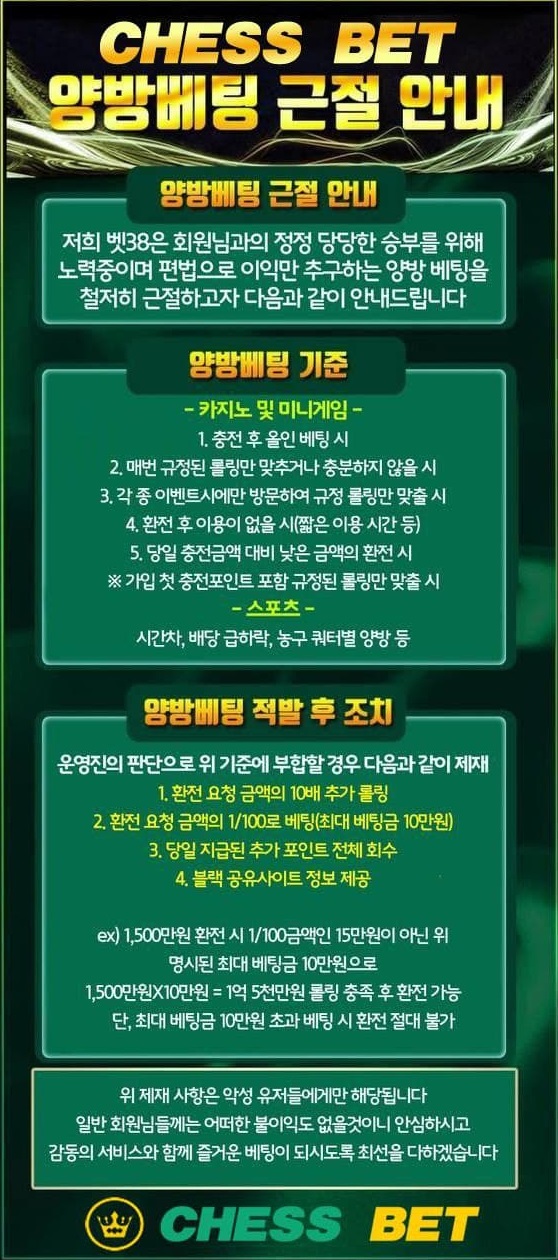 CHESS BET
양방베팅 근절 안내
양방베팅 근절 안내
저희 벳38은 회원님과의 정정 당당한 승부를 위해
노력중이며 편법으로 이익만 추구하는 양방 베팅을
철저히 근절하고자 다음과 같이 안내드립니다
양방베팅 기준
- 카지노 및 미니게임 -
1. 충전 후 올인 베팅 시
2. 매번 규정된 롤링만 맞추거나 충분하지 않을 시
3. 각 종 이벤트시에만 방문하여 규정 롤링만 맞출 시
4. 환전 후 이용이 없을 시(짧은 이용 시간 등)
5. 당일 충전금액 대비 낮은 금액의 환전 시
※ 가입 첫 충전포인트 포함 규정된 롤링만 맞출 시
- 스포츠 -
시간차, 배당 급하락, 농구 쿼터별 양방 등
양방베팅 적발 후 조치
운영진의 판단으로 위 기준에 부합할 경우 다음과 같이 제재
1. 환전 요청 금액의 10배 추가 롤링
2. 환전 요청 금액의 1/100로 베팅(최대 베팅금 10만원)
3. 당일 지급된 추가 포인트 전체 회수
4. 블랙 공유사이트 정보 제공
ex) 1,500만원 환전 시 1/100금액인 15만원이 아닌 위
명시된 최대 베팅금 10만원으로
1,500만원X10만원 = 1억 5천만원 롤링 충족 후 환전 가능
단, 최대 베팅금 10만원 초과 베팅 시 환전 절대 불가
위 제재 사항은 악성 유저들에게만 해당됩니다
일반 회원님들께는 어떠한 불이익도 없을것이니 안심하시고
감동의 서비스와 함께 즐거운 베팅이 되시도록 최선을 다하겠습니다
CHESS BET